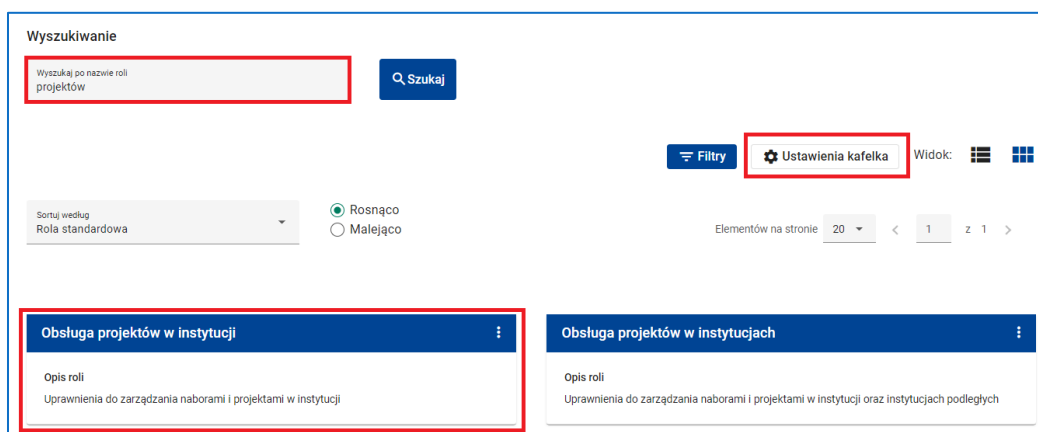 Wyszukiwanie
Wyszukaj po nazwie roli
projektów
Szukaj
Filtry
Ustawienia kafelka
Widok:
Sortuj według
Rola standardowa
Rosnąco
Malejąco
Elementów na stronie 20 1 z 1
Obsługa projektów w instytucji
Opis roli
Uprawnienia do zarządzania naborami i projektami w instytucji
Obsługa projektów w instytucjach
Opis roli
Uprawnienia do zarządzania naborami i projektami w instytucji oraz instytucjach podległych